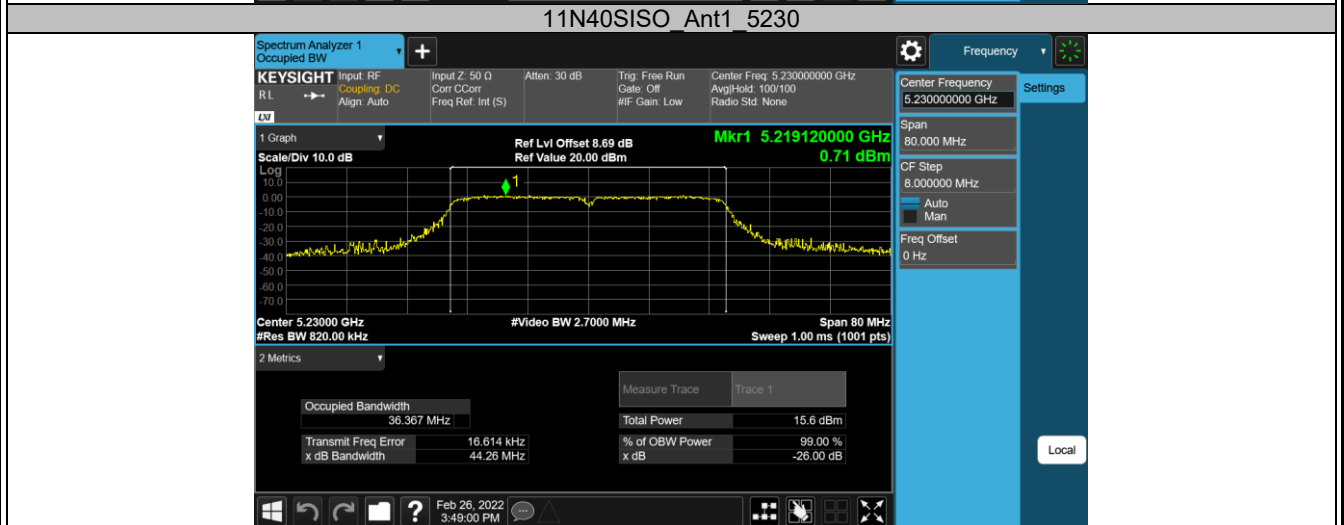 11N40SISO_Ant1_5230
Spectrum Analyzer 1
Occupied BW
Frequency
KEYSIGHT
RL
LXI
Input: RF
Coupling: DC
Align: Auto
Input Z: 50 Ω
Corr CCorr
Freq Ref: Int (S)
Atten: 30 dB
Trig: Free Run
Gate: Off
#IF Gain: Low
Center Freq: 5.230000000 GHz
Avg|Hold: 100/100
Radio Std: None
Center Frequency
5.230000000 GHz
Settings
Span
80.000 MHz
CF Step
8.000000 MHz
Auto
Man
Freq Offset
0 Hz
1 Graph
Scale/Div 10.0 dB
Ref Lvl Offset 8.69 dB
Ref Value 20.00 dBm
Mkr1 5.219120000 GHz
0.71 dBm
Log
10.0
0.00
-10.0
-20.0
-30.0
-40.0
-50.0
-60.0
-70.0
1
Center 5.23000 GHz
#Res BW 820.00 kHz
#Video BW 2.7000 MHz
Span 80 MHz
Sweep 1.00 ms (1001 pts)
2 Metrics
Measure Trace Trace 1
Occupied Bandwidth
36.367 MHz
Total Power 15.6 dBm
Transmit Freq Error 16.614 kHz
% of OBW Power 99.00 %
x dB Bandwidth 44.26 MHz
x dB -26.00 dB
Local
?
Feb 26, 2022
3:49:00 PM